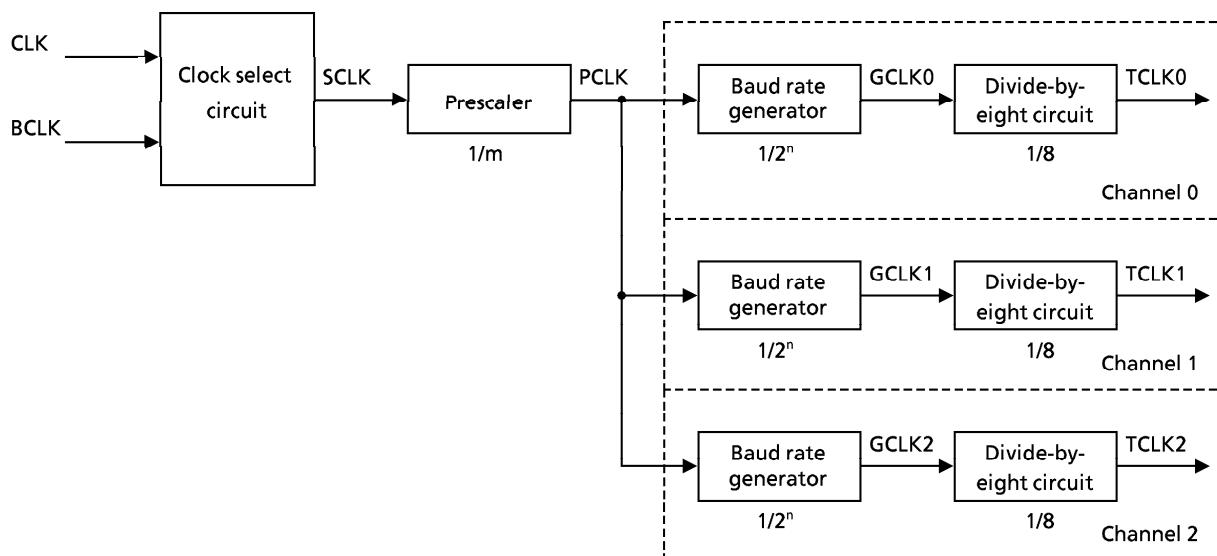 CLK
BCLK
Clock select
circuit
SCLK
Prescaler
1/m
PCLK
Baud rate
generator
1/2ⁿ
GCLK0
Divide-by-
eight circuit
1/8
TCLK0
Channel 0
Baud rate
generator
1/2ⁿ
GCLK1
Divide-by-
eight circuit
1/8
TCLK1
Channel 1
Baud rate
generator
1/2ⁿ
GCLK2
Divide-by-
eight circuit
1/8
TCLK2
Channel 2